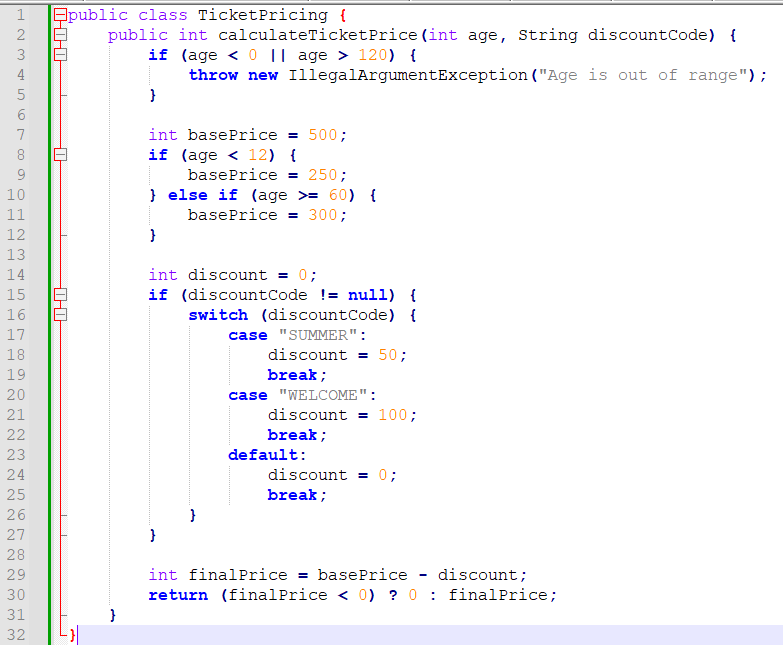 1 public class TicketPricing {
2 public int calculateTicketPrice(int age, String discountCode) {
3 if (age < 0 || age > 120) {
4 throw new IllegalArgumentException("Age is out of range");
5 }
6
7 int basePrice = 500;
8 if (age < 12) {
9 basePrice = 250;
10 } else if (age >= 60) {
11 basePrice = 300;
12 }
13
14 int discount = 0;
15 if (discountCode != null) {
16 switch (discountCode) {
17 case "SUMMER":
18 discount = 50;
19 break;
20 case "WELCOME":
21 discount = 100;
22 break;
23 default:
24 discount = 0;
25 break;
26 }
27 }
28
29 int finalPrice = basePrice - discount;
30 return (finalPrice < 0) ? 0 : finalPrice;
31 }
32 }